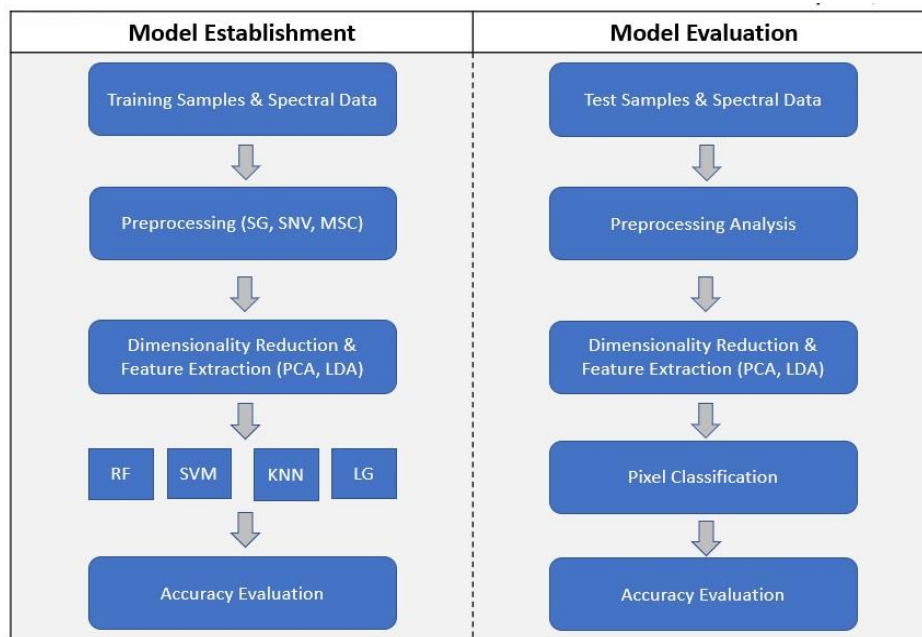 Model Establishment
Training Samples & Spectral Data
Preprocessing (SG, SNV, MSC)
Dimensionality Reduction &
Feature Extraction (PCA, LDA)
RF SVM KNN LG
Accuracy Evaluation
Model Evaluation
Test Samples & Spectral Data
Preprocessing Analysis
Dimensionality Reduction &
Feature Extraction (PCA, LDA)
Pixel Classification
Accuracy Evaluation